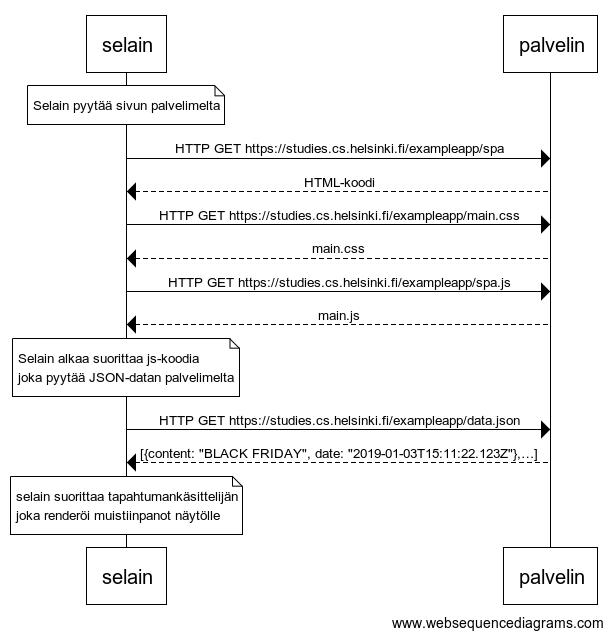 selain
palvelin
Selain pyytää sivun palvelimelta
HTTP GET https://studies.cs.helsinki.fi/exampleapp/spa
HTML-koodi
HTTP GET https://studies.cs.helsinki.fi/exampleapp/main.css
main.css
HTTP GET https://studies.cs.helsinki.fi/exampleapp/spa.js
main.js
Selain alkaa suorittaa js-koodia
joka pyytää JSON-datan palvelimelta
HTTP GET https://studies.cs.helsinki.fi/exampleapp/data.json
[{content: "BLACK FRIDAY", date: "2019-01-03T15:11:22.123Z"},...]
selain suorittaa tapahtumankäsittelijän
joka renderöi muistiinpanot näytölle
selain
palvelin
www.websequencediagrams.com